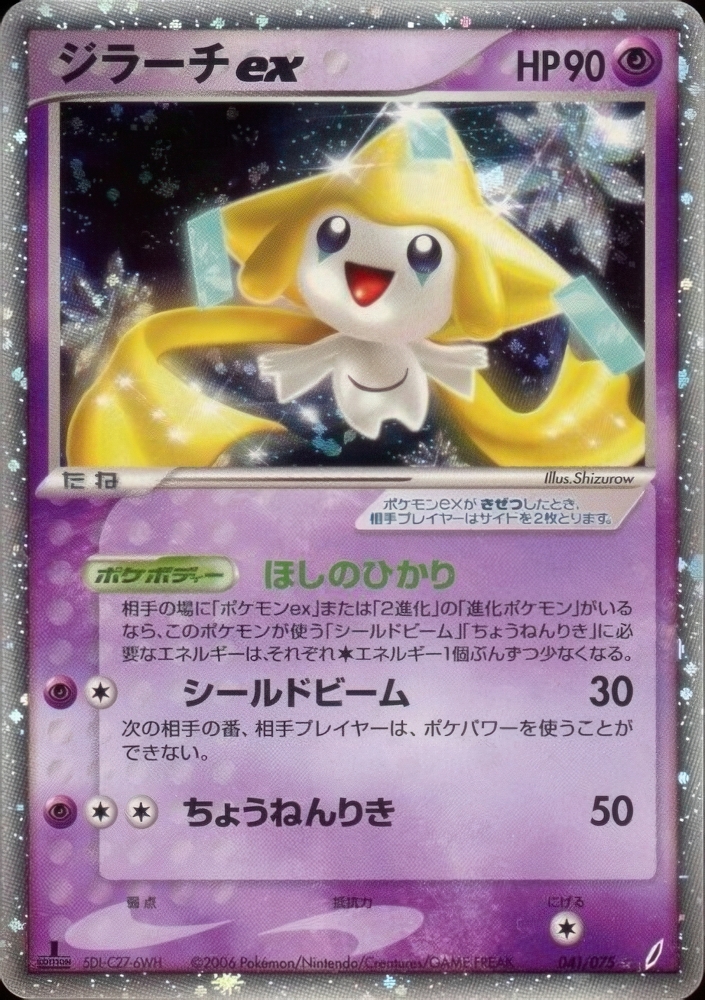 ジラーチex HP90
たね Illus.Shizurow
ポケモンexが きぜつしたとき、
相手プレイヤーはサイドを2枚とります。
ポケボディー ほしのひかり
相手の場に「ポケモンex」または「2進化」の「進化ポケモン」がいる
なら、このポケモンが使う「シールドビーム」「ちょうねんりき」に必
要なエネルギーは、それぞれ✶エネルギー1個ぶんずつ少なくなる。
シールドビーム 30
次の相手の番、相手プレイヤーは、ポケパワーを使うことが
できない。
ちょうねんりき 50
弱点 抵抗力 にげる
1 EDITION 5DI-C27-6WH ©2006 Pokémon/Nintendo/Creatures/GAME FREAK 041/075